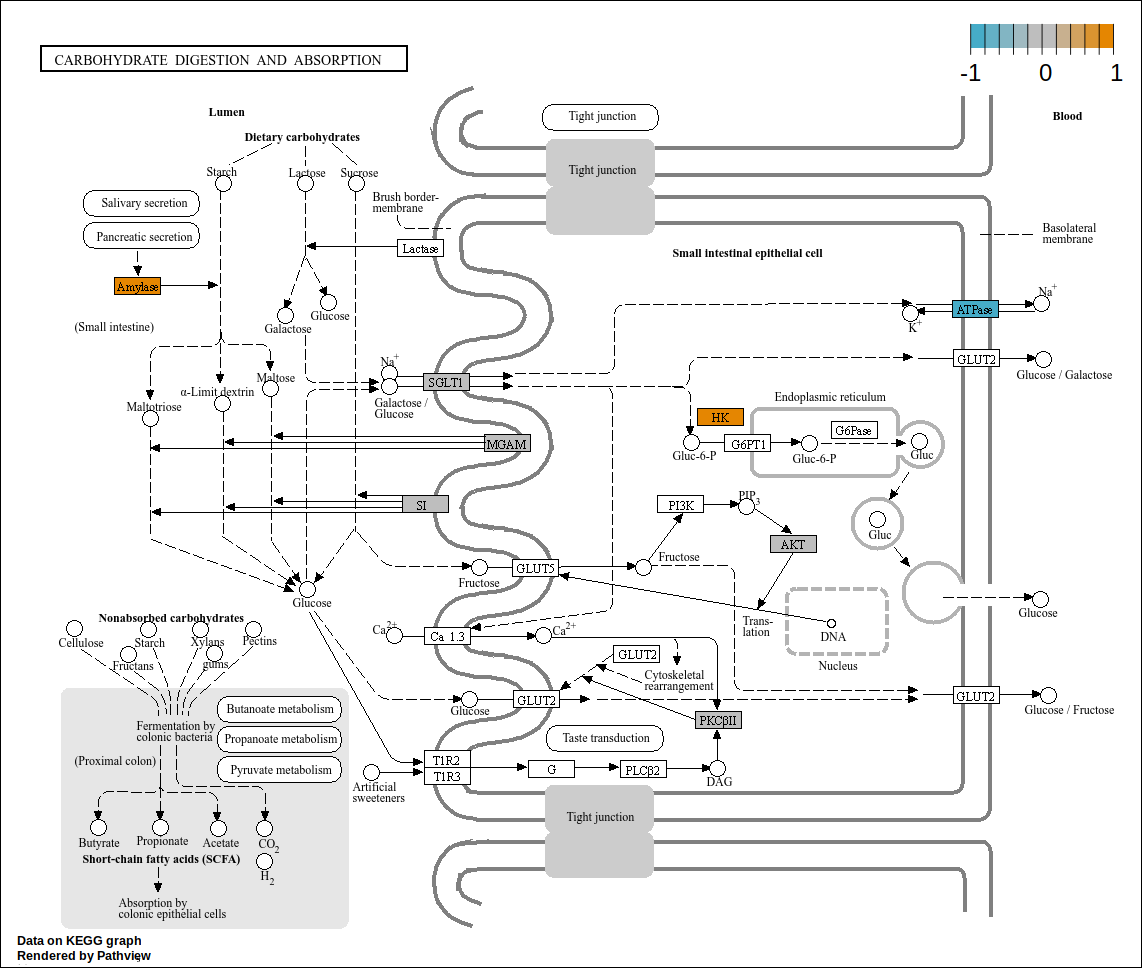 CARBOHYDRATE DIGESTION AND ABSORPTION
-1 0 1
Lumen
Blood
Dietary carbohydrates
Tight junction
Tight junction
Starch
Lactose
Sucrose
Salivary secretion
Pancreatic secretion
Brush border-
membrane
Lactase
Amylase
(Small intestine)
Small intestinal epithelial cell
Basolateral
membrane
Galactose
Glucose
Na+
K+
ATPase
Na+
GLUT2
Glucose / Galactose
Maltotriose
α-Limit dextrin
Maltose
Na+
Galactose /
Glucose
SGLT1
MGAM
SI
Endoplasmic reticulum
HK
Gluc-6-P
G6PT1
Gluc-6-P
G6Pase
Gluc
Gluc
PI3K
PIP3
AKT
Fructose
GLUT5
Fructose
Glucose
Trans-
lation
DNA
Nucleus
Glucose
Nonabsorbed carbohydrates
Cellulose
Starch
Xylans
Pectins
Fructans
gums
Ca2+
Ca 1.3
Ca2+
GLUT2
Cytoskeletal
rearrangement
Glucose
GLUT2
PKCβII
GLUT2
Glucose / Fructose
Fermentation by
colonic bacteria
Butanoate metabolism
Propanoate metabolism
Pyruvate metabolism
(Proximal colon)
Taste transduction
Artificial
sweeteners
T1R2
T1R3
G
PLCβ2
DAG
Tight junction
Butyrate
Propionate
Acetate
CO2
H2
Short-chain fatty acids (SCFA)
Absorption by
colonic epithelial cells
Data on KEGG graph
Rendered by Pathview